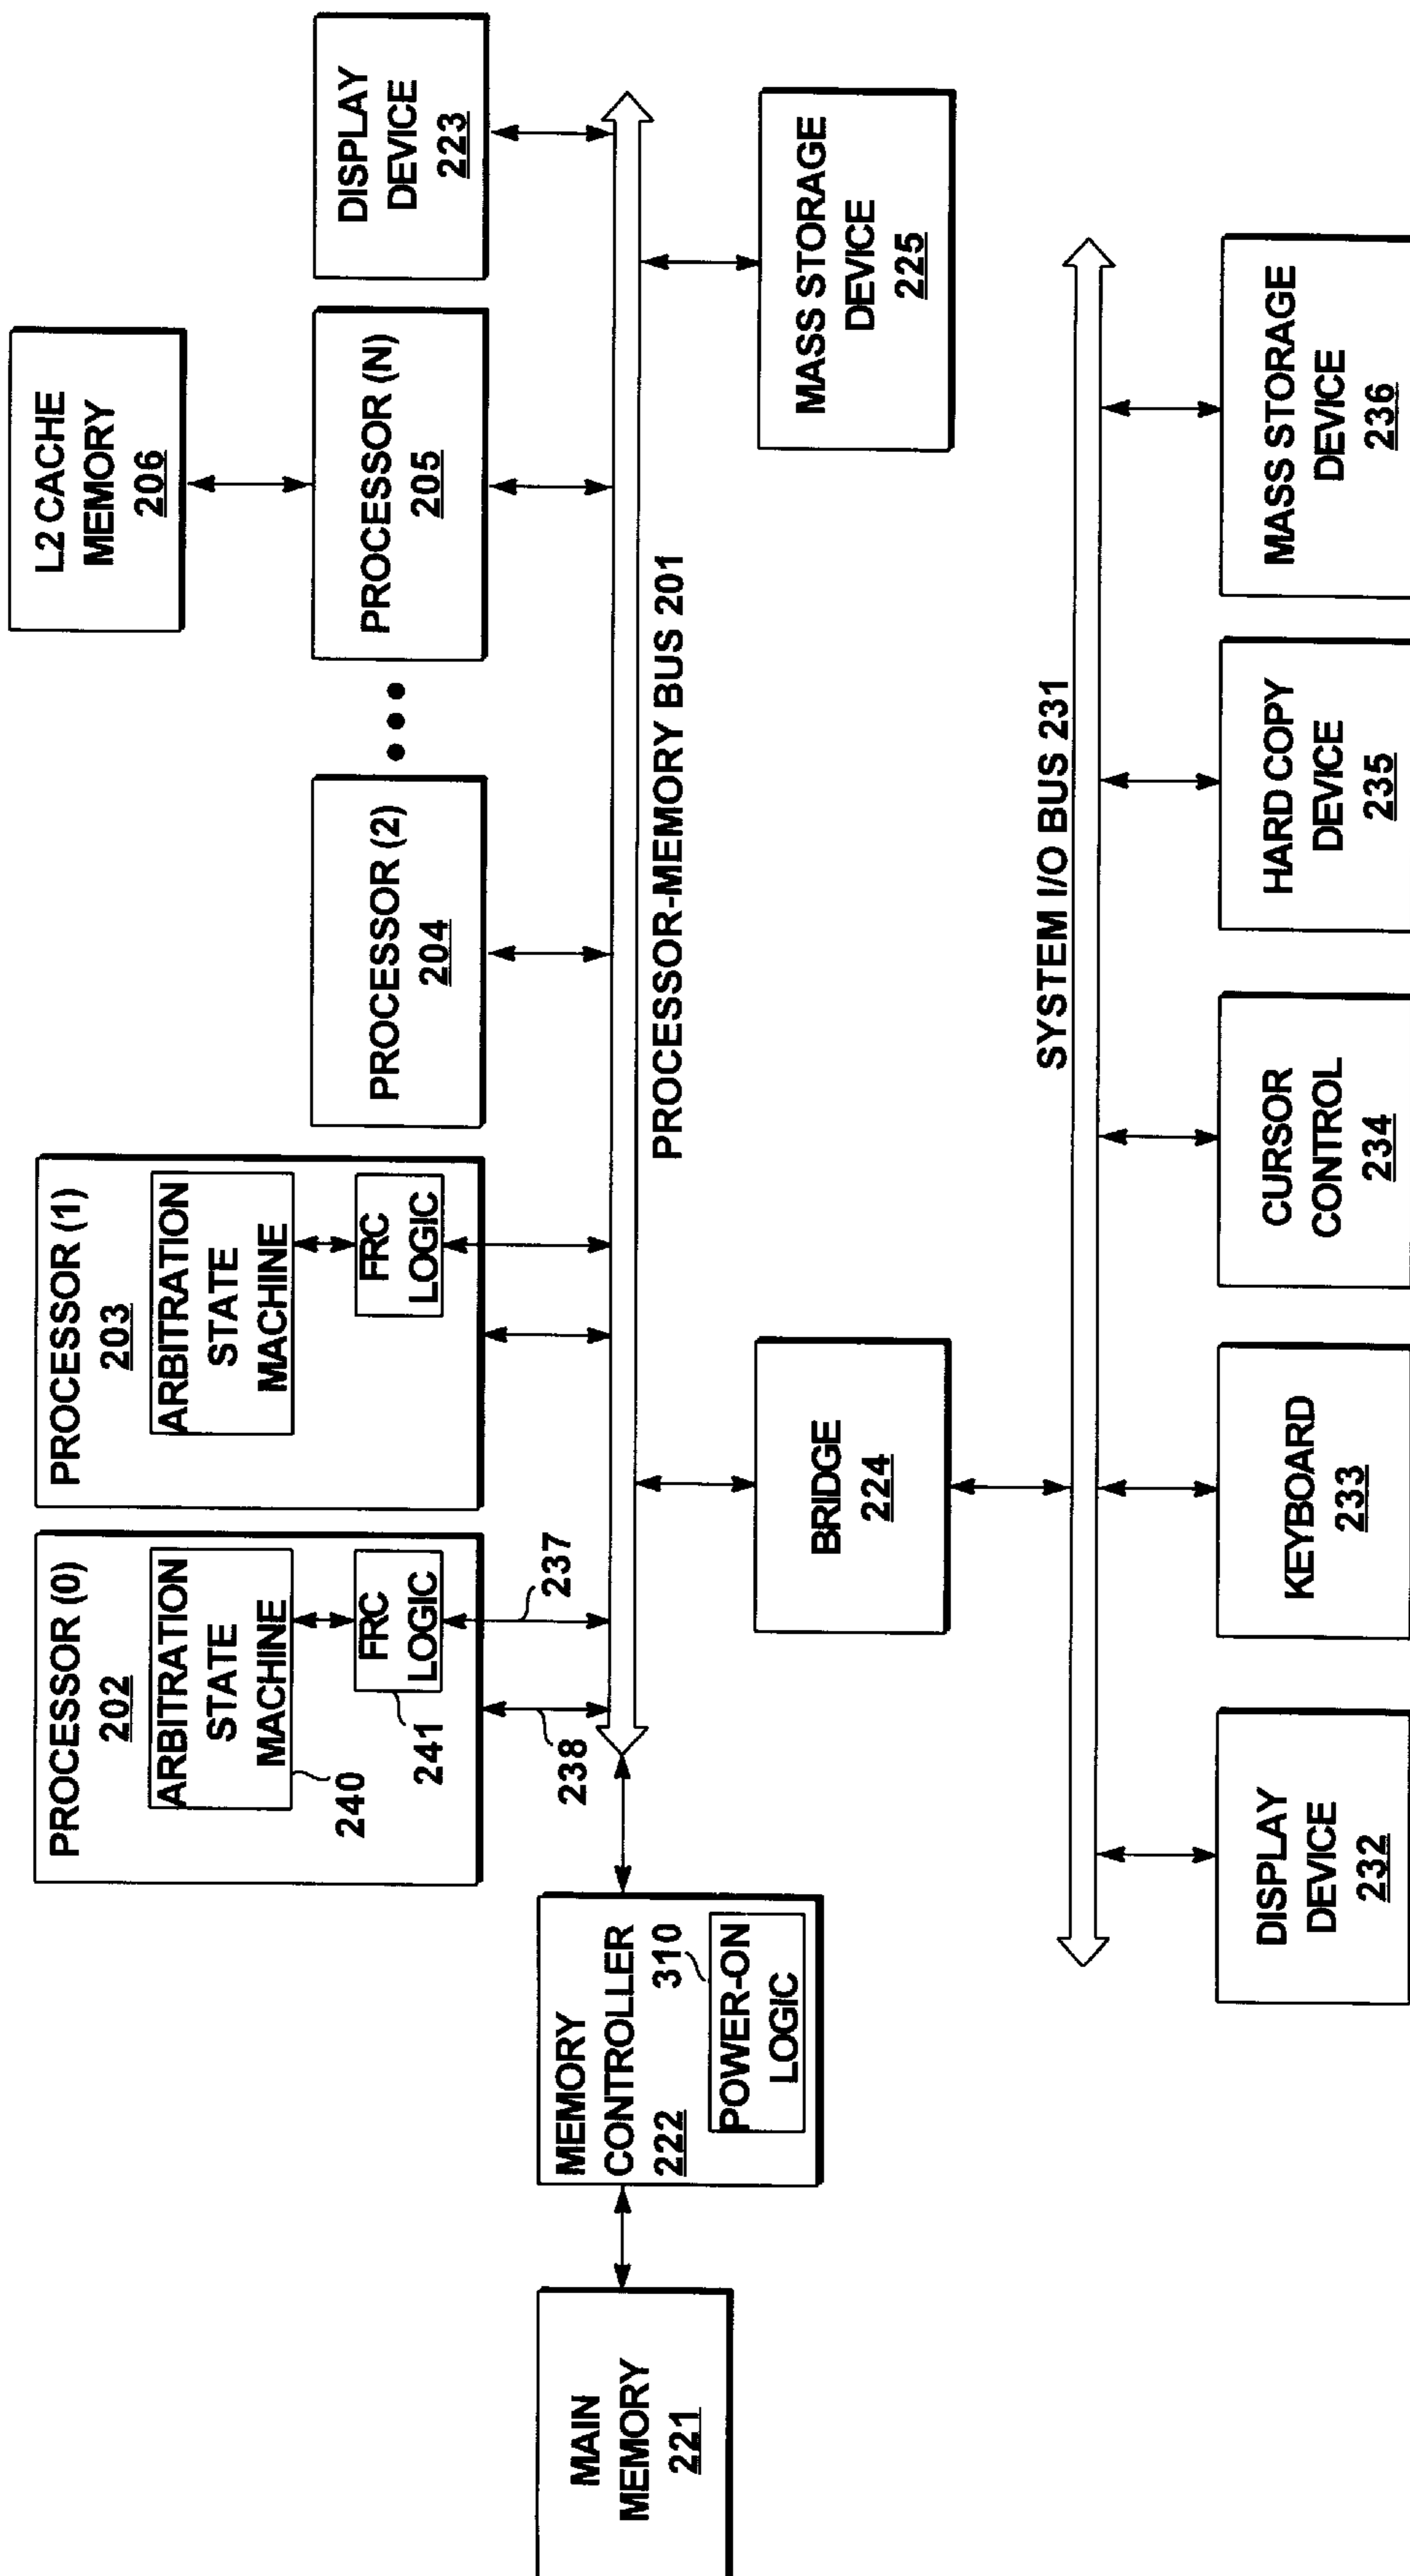 PROCESSOR (0)
202
ARBITRATION
STATE
MACHINE
240
FRC
LOGIC
241
238
237
PROCESSOR (1)
203
ARBITRATION
STATE
MACHINE
FRC
LOGIC
PROCESSOR (2)
204
L2 CACHE
MEMORY
206
PROCESSOR (N)
205
DISPLAY
DEVICE
223
MAIN
MEMORY
221
MEMORY
CONTROLLER
222
310
POWER-ON
LOGIC
PROCESSOR-MEMORY BUS 201
BRIDGE
224
MASS STORAGE
DEVICE
225
SYSTEM I/O BUS 231
DISPLAY
DEVICE
232
KEYBOARD
233
CURSOR
CONTROL
234
HARD COPY
DEVICE
235
MASS STORAGE
DEVICE
236